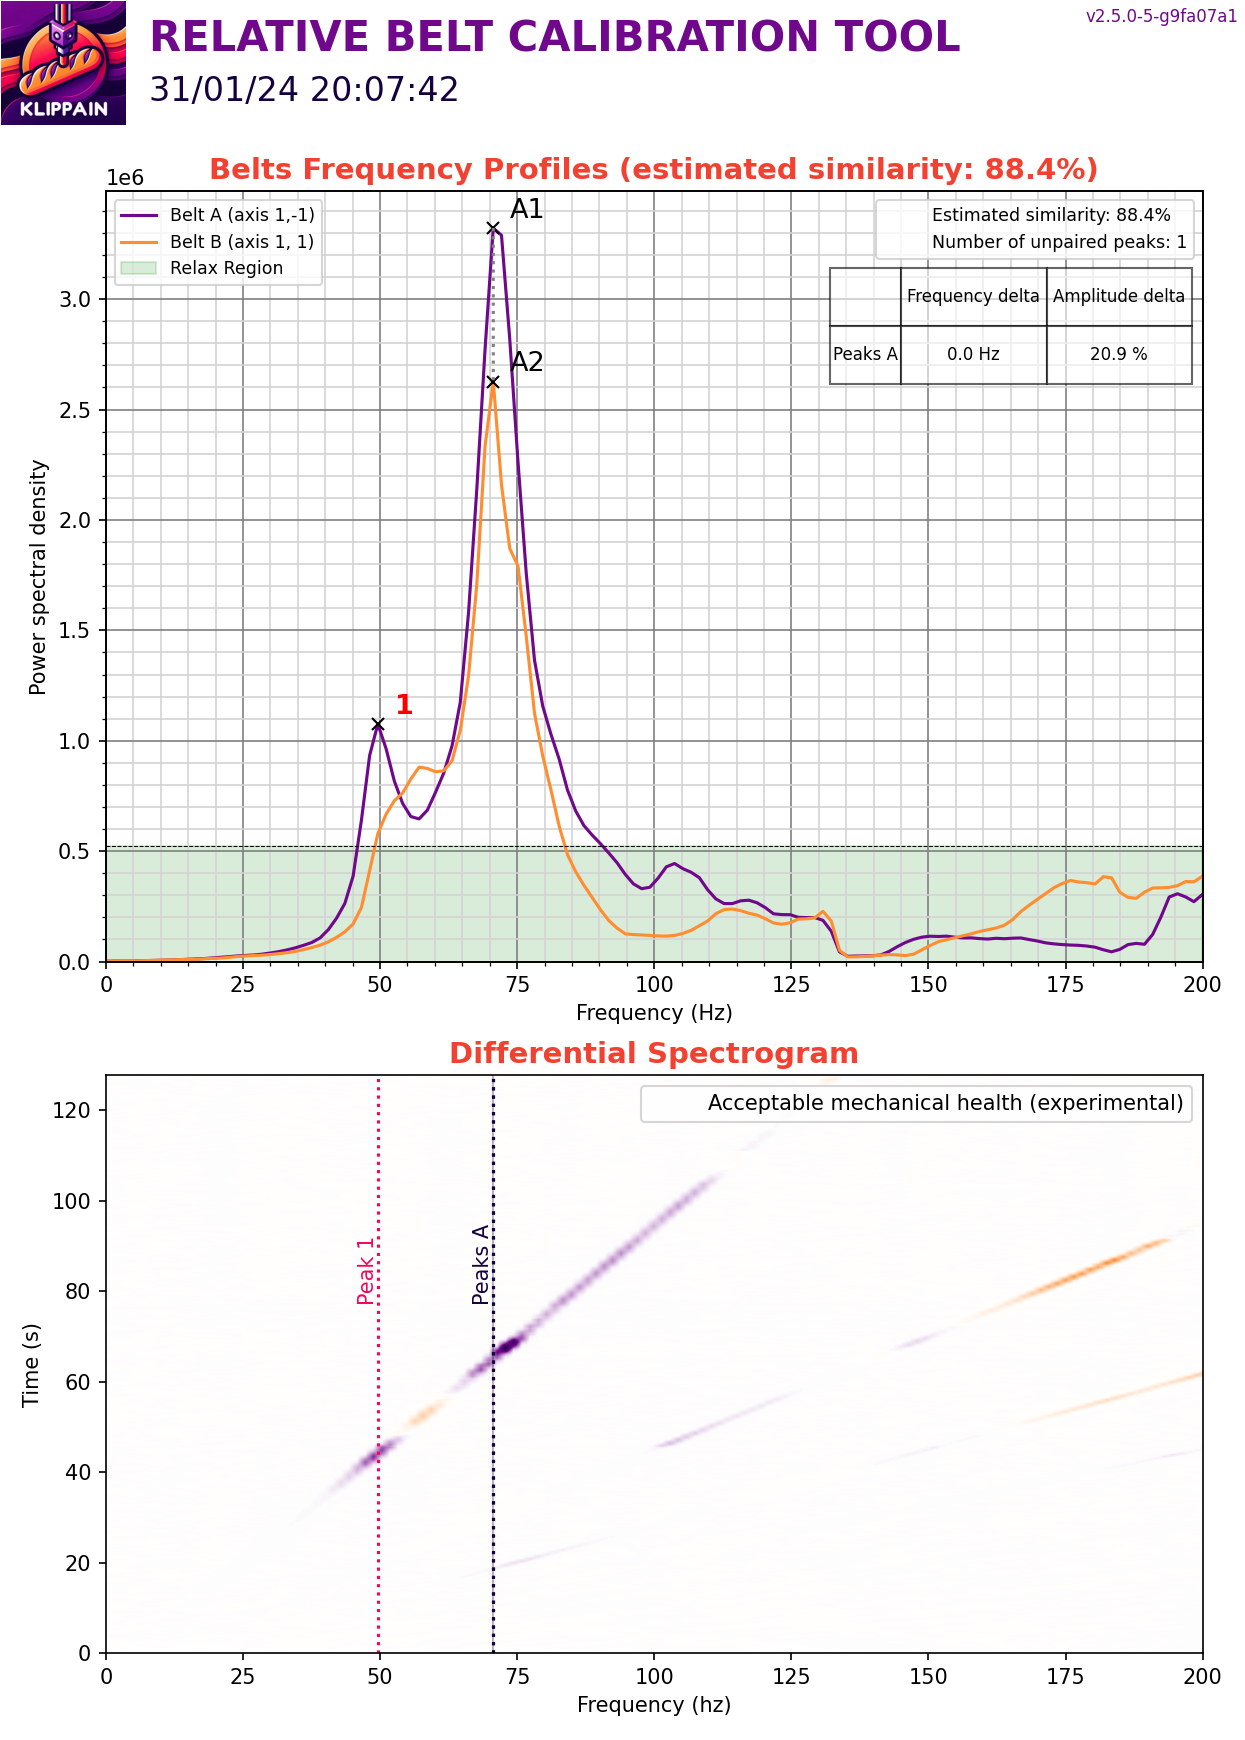 KLIPPAIN
RELATIVE BELT CALIBRATION TOOL
v2.5.0-5-g9fa07a1
31/01/24 20:07:42
Belts Frequency Profiles (estimated similarity: 88.4%)
1e6
Belt A (axis 1,-1)
Belt B (axis 1, 1)
Relax Region
A1
A2
1
Estimated similarity: 88.4%
Number of unpaired peaks: 1
Frequency delta Amplitude delta
Peaks A 0.0 Hz 20.9 %
3.0
2.5
2.0
1.5
1.0
0.5
0.0
Power spectral density
0 25 50 75 100 125 150 175 200
Frequency (Hz)
Differential Spectrogram
Acceptable mechanical health (experimental)
Peak 1
Peaks A
120
100
80
60
40
20
0
Time (s)
0 25 50 75 100 125 150 175 200
Frequency (hz)